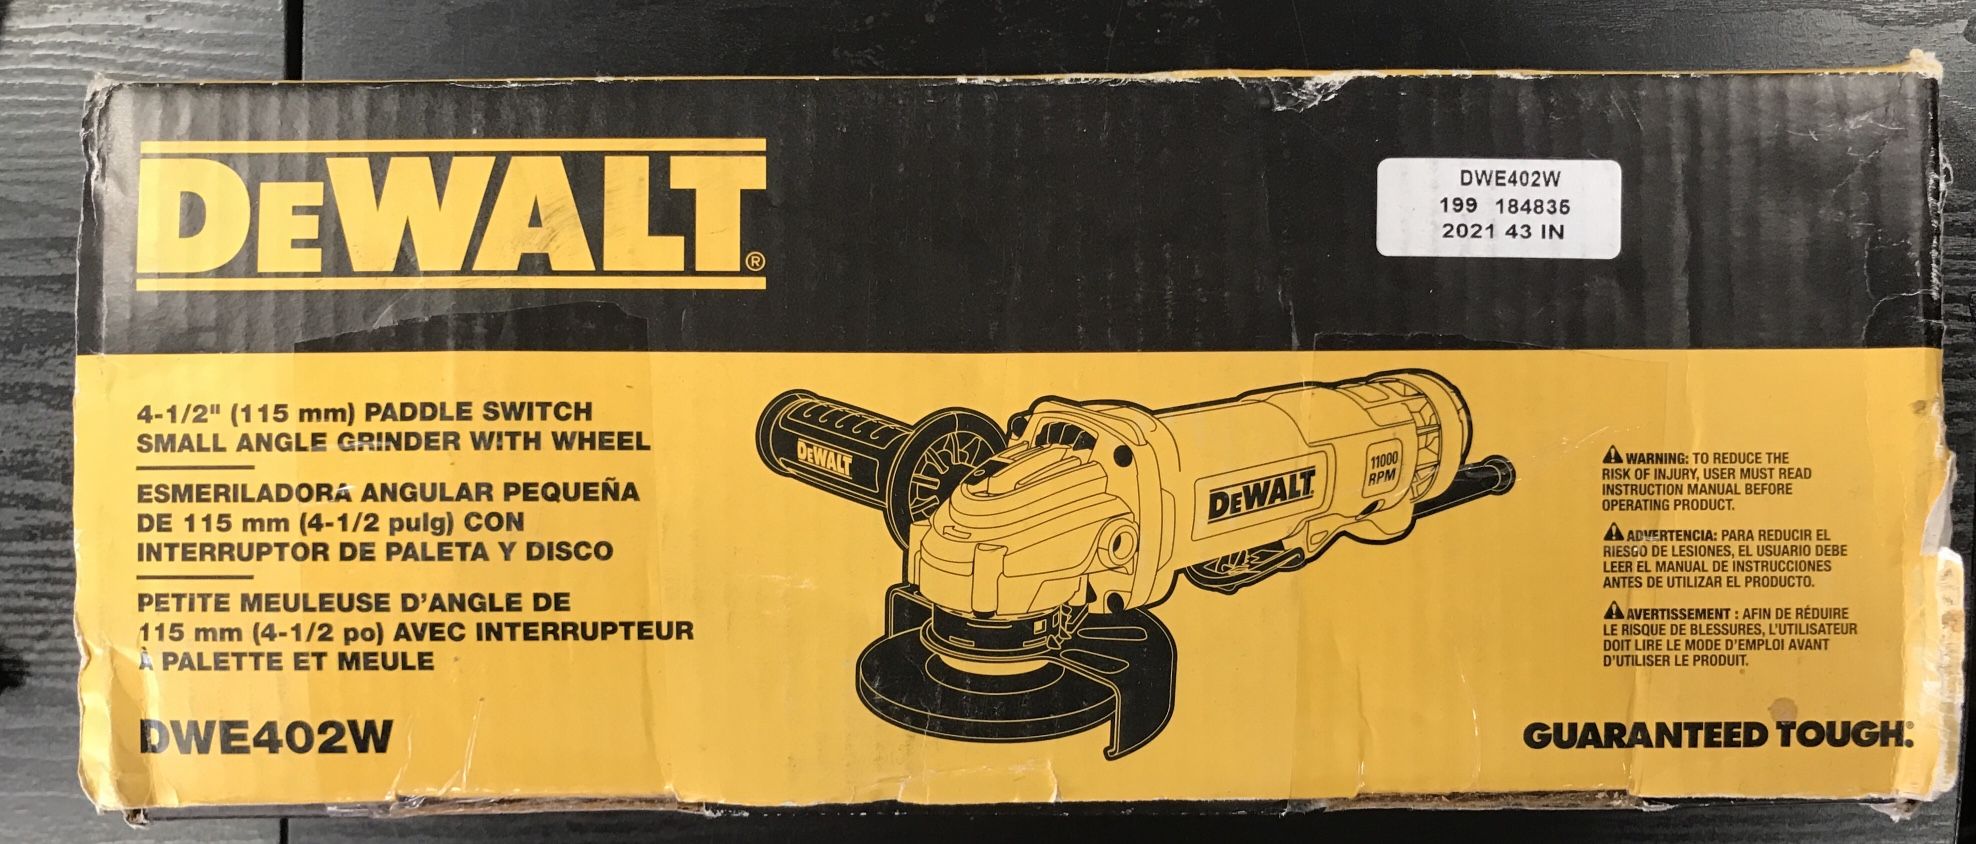 DEWALT®
DWE402W
199 184835
2021 43 IN
4-1/2" (115 mm) PADDLE SWITCH
SMALL ANGLE GRINDER WITH WHEEL
ESMERILADORA ANGULAR PEQUEÑA
DE 115 mm (4-1/2 pulg) CON
INTERRUPTOR DE PALETA Y DISCO
PETITE MEULEUSE D'ANGLE DE
115 mm (4-1/2 po) AVEC INTERRUPTEUR
À PALETTE ET MEULE
DWE402W
DEWALT
DEWALT
11000
RPM
⚠ WARNING: TO REDUCE THE
RISK OF INJURY, USER MUST READ
INSTRUCTION MANUAL BEFORE
OPERATING PRODUCT.
⚠ ADVERTENCIA: PARA REDUCIR EL
RIESGO DE LESIONES, EL USUARIO DEBE
LEER EL MANUAL DE INSTRUCCIONES
ANTES DE UTILIZAR EL PRODUCTO.
⚠ AVERTISSEMENT : AFIN DE RÉDUIRE
LE RISQUE DE BLESSURES, L'UTILISATEUR
DOIT LIRE LE MODE D'EMPLOI AVANT
D'UTILISER LE PRODUIT.
GUARANTEED TOUGH.®